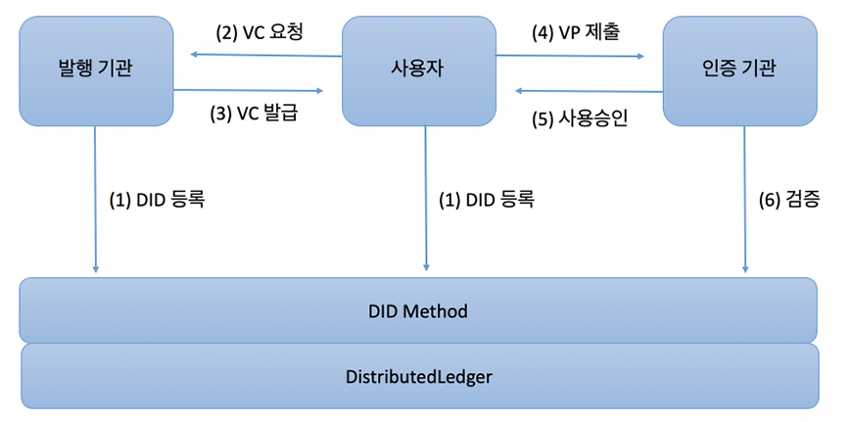 (2) VC 요청
(4) VP 제출
발행 기관
사용자
인증 기관
(3) VC 발급
(5) 사용승인
(1) DID 등록
(1) DID 등록
(6) 검증
DID Method
DistributedLedger